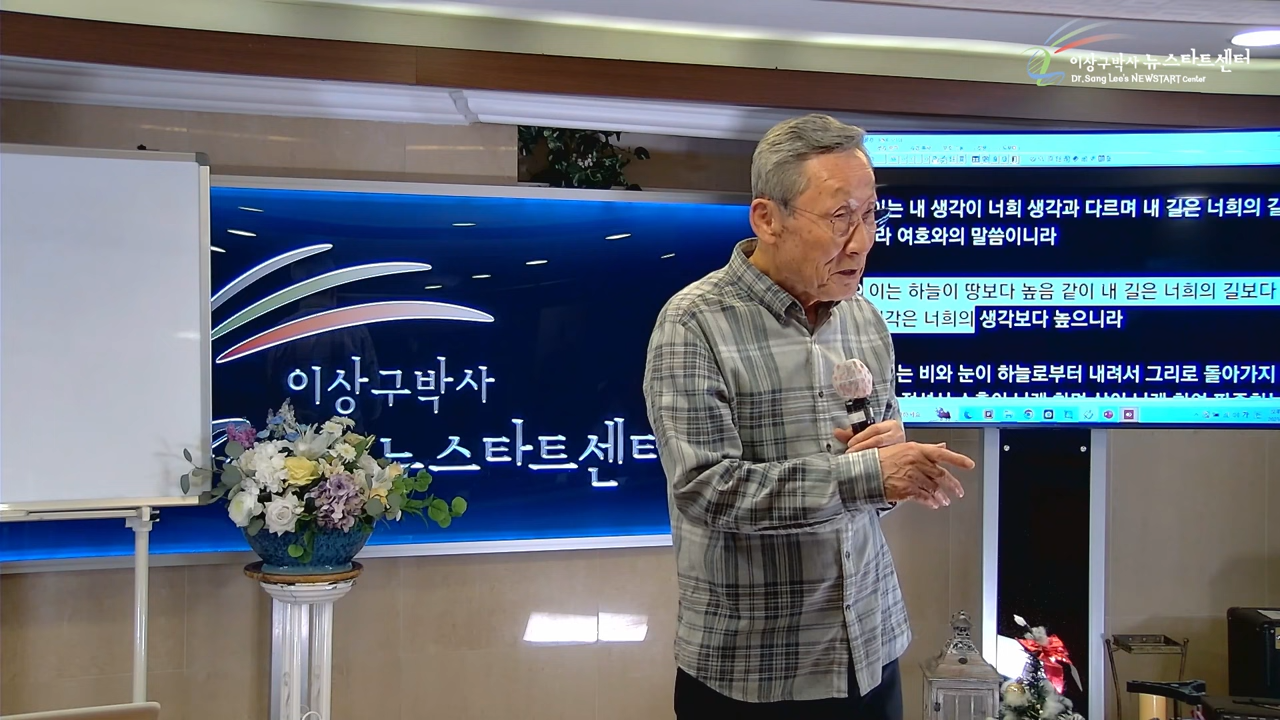 이상구박사 뉴스타트센터
Dr. Sang Lee's NEWSTART Center
이는 내 생각이 너희 생각과 다르며 내 길은 너희의 길
라 여호와의 말씀이니라
이는 하늘이 땅보다 높음 같이 내 길은 너희의 길보다
각은 너희의 생각보다 높으니라
는 비와 눈이 하늘로부터 내려서 그리로 돌아가지
이상구박사
뉴스타트센터